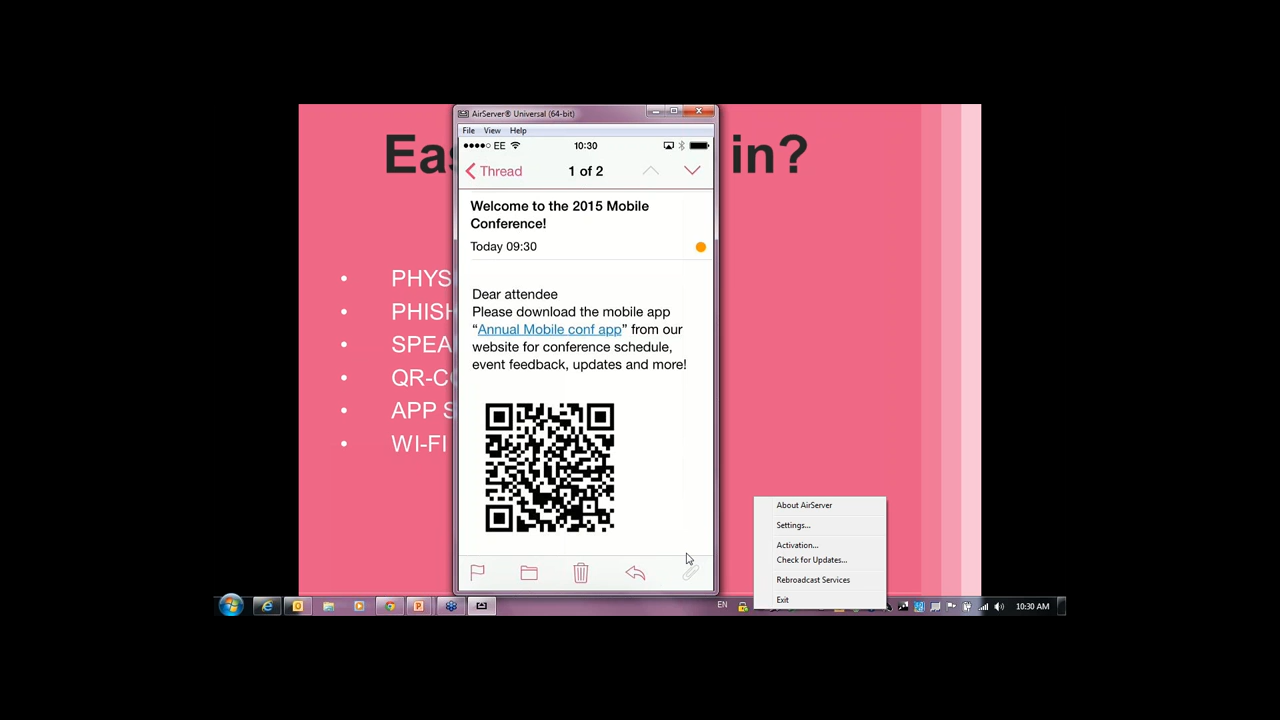 Eas
in?
PHYS
PHISH
SPEA
QR-CO
APP S
WI-FI
AirServer® Universal (64-bit)
File View Help
EE 10:30
Thread 1 of 2
Welcome to the 2015 Mobile
Conference!
Today 09:30
Dear attendee
Please download the mobile app
“Annual Mobile conf app” from our
website for conference schedule,
event feedback, updates and more!
About AirServer
Settings...
Activation...
Check for Updates...
Rebroadcast Services
Exit
EN 10:30 AM